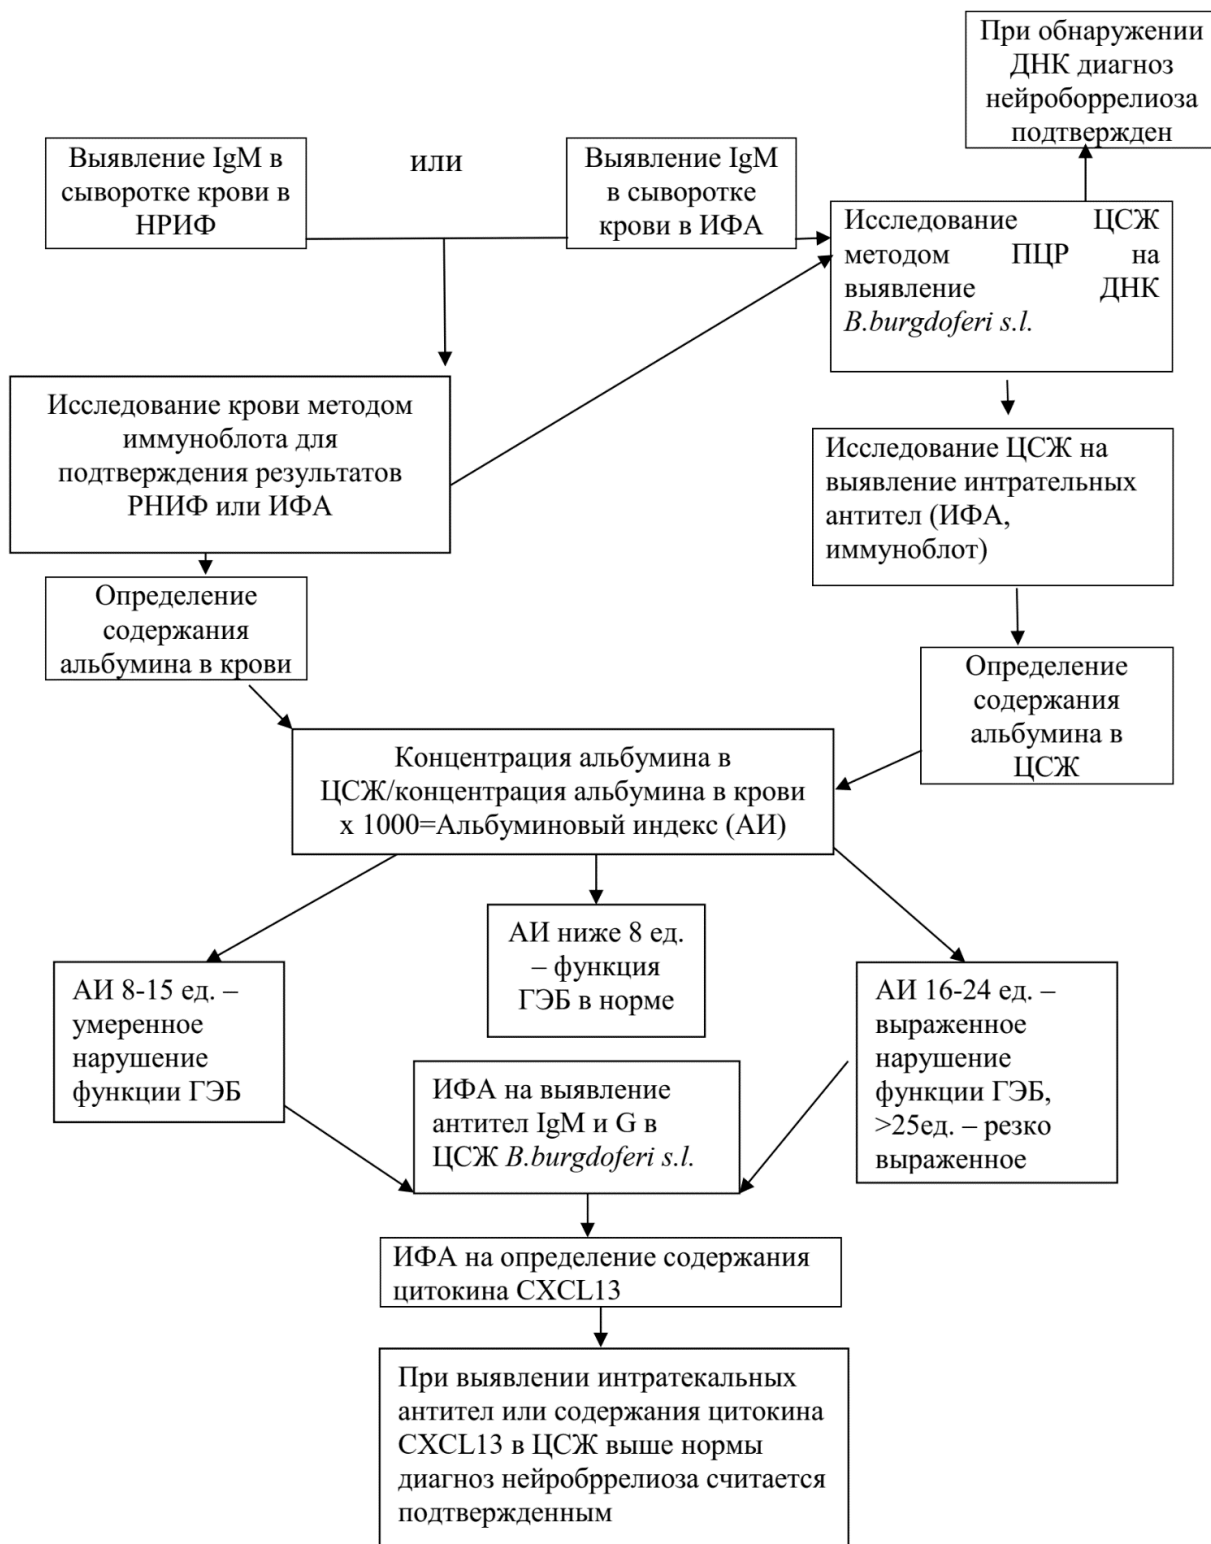 При обнаружении
ДНК диагноз
нейроборрелиоза
подтвержден
Выявление IgM в
сыворотке крови в
НРИФ
или
Выявление IgM
в сыворотке
крови в ИФА
Исследование ЦСЖ
методом ПЦР на
выявление ДНК
B.burgdoferi s.l.
Исследование крови методом
иммуноблота для
подтверждения результатов
РНИФ или ИФА
Исследование ЦСЖ на
выявление интрательных
антител (ИФА,
иммуноблот)
Определение
содержания
альбумина в крови
Определение
содержания
альбумина в
ЦСЖ
Концентрация альбумина в
ЦСЖ/концентрация альбумина в крови
х 1000=Альбуминовый индекс (АИ)
АИ ниже 8 ед.
– функция
ГЭБ в норме
АИ 8-15 ед. –
умеренное
нарушение
функции ГЭБ
АИ 16-24 ед. –
выраженное
нарушение
функции ГЭБ,
>25ед. – резко
выраженное
ИФА на выявление
антител IgM и G в
ЦСЖ B.burgdoferi s.l.
ИФА на определение содержания
цитокина CXCL13
При выявлении интратекальных
антител или содержания цитокина
CXCL13 в ЦСЖ выше нормы
диагноз нейробррелиоза считается
подтвержденным